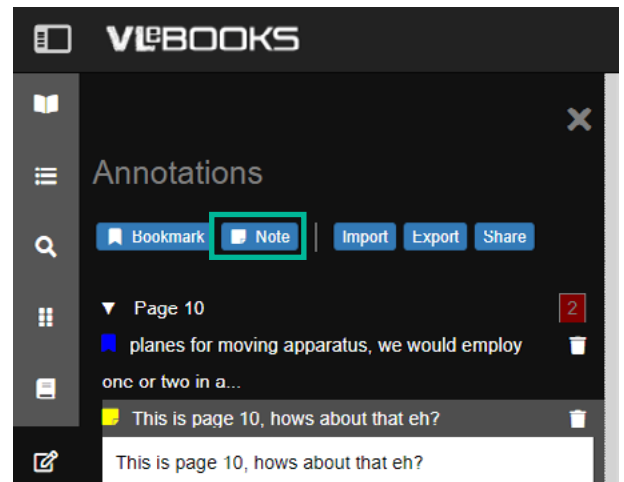 VLeBOOKS
Annotations
Bookmark Note Import Export Share
Page 10 2
planes for moving apparatus, we would employ
one or two in a...
This is page 10, hows about that eh?
This is page 10, hows about that eh?